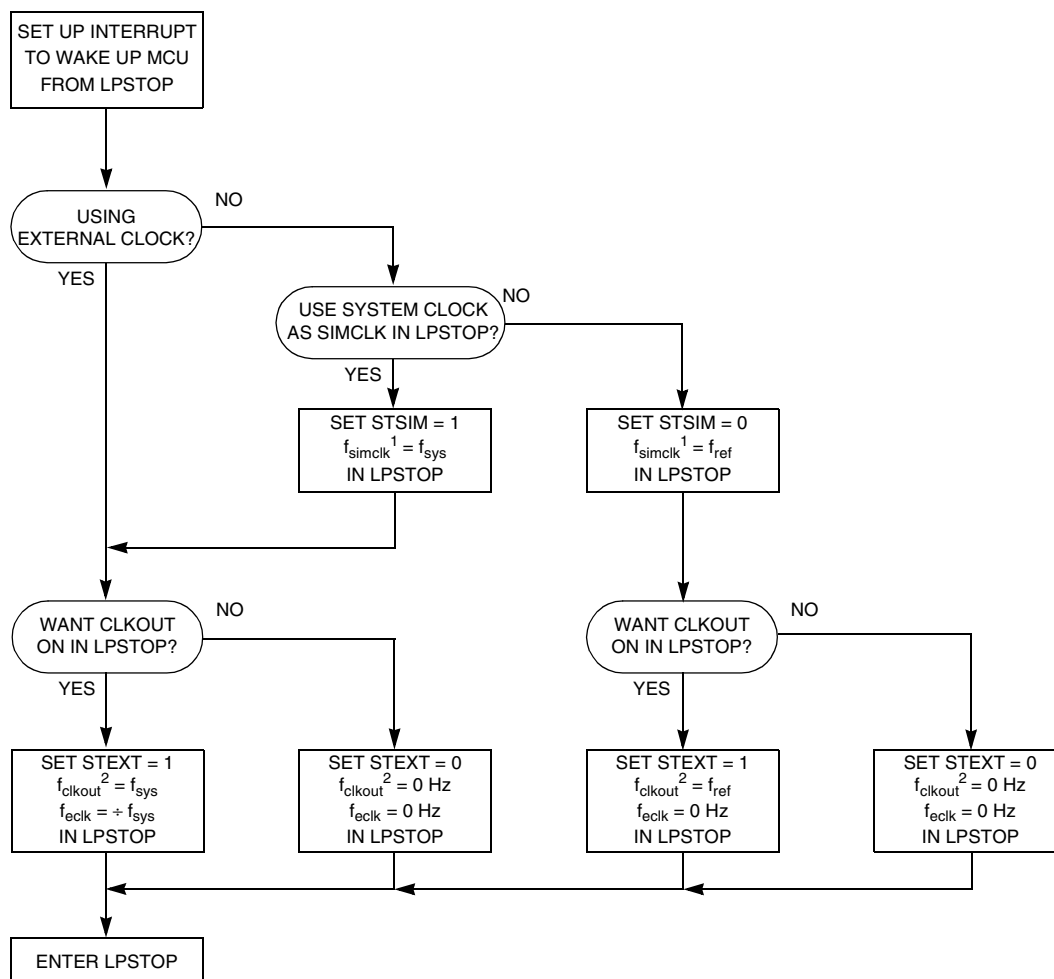 SET UP INTERRUPT
TO WAKE UP MCU
FROM LPSTOP
USING
EXTERNAL CLOCK?
NO
YES
USE SYSTEM CLOCK
AS SIMCLK IN LPSTOP?
NO
YES
SET STSIM = 1
fsimclk1 = fsys
IN LPSTOP
SET STSIM = 0
fsimclk1 = fref
IN LPSTOP
WANT CLKOUT
ON IN LPSTOP?
NO
YES
WANT CLKOUT
ON IN LPSTOP?
NO
YES
SET STEXT = 1
fclkout2 = fsys
feclk = ÷ fsys
IN LPSTOP
SET STEXT = 0
fclkout2 = 0 Hz
feclk = 0 Hz
IN LPSTOP
SET STEXT = 1
fclkout2 = fref
feclk = 0 Hz
IN LPSTOP
SET STEXT = 0
fclkout2 = 0 Hz
feclk = 0 Hz
IN LPSTOP
ENTER LPSTOP